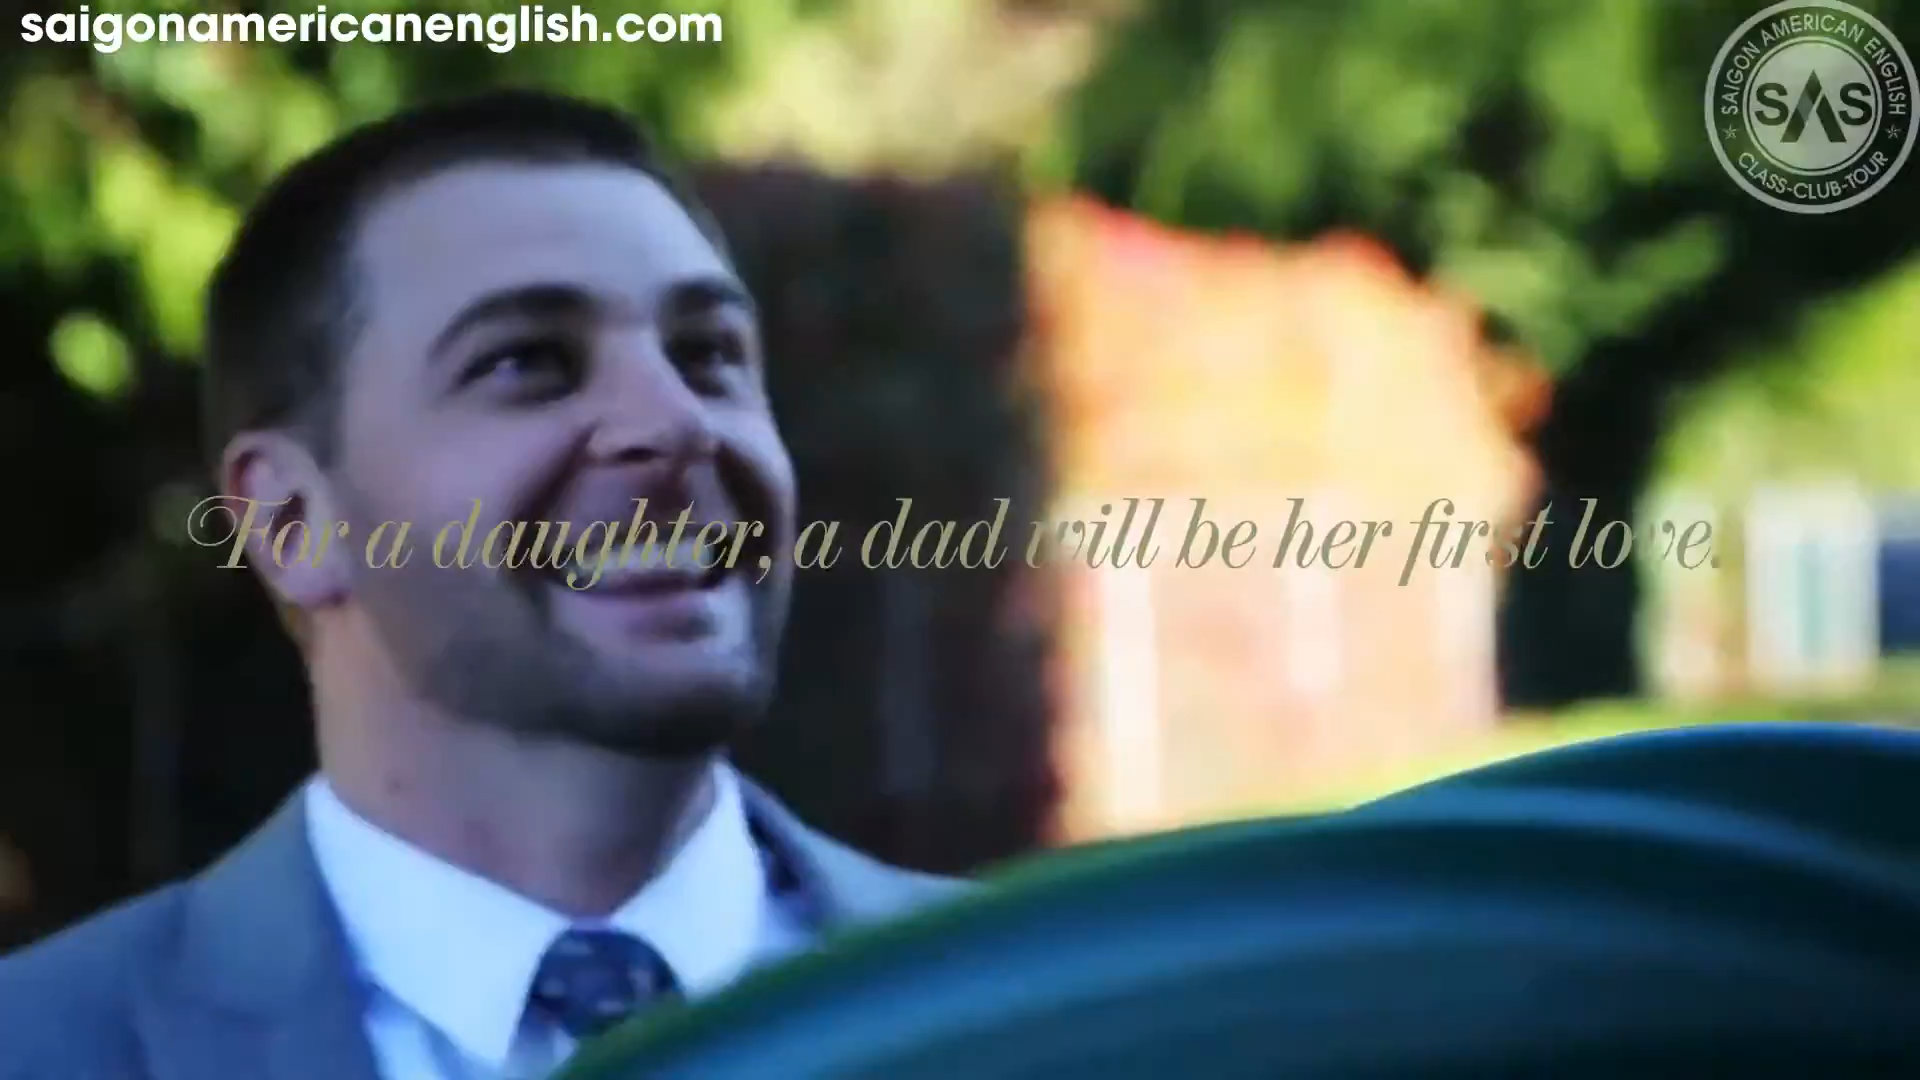 saigonamericanenglish.com
SAIGON AMERICAN ENGLISH
SAS
CLASS-CLUB-TOUR
For a daughter, a dad will be her first love.